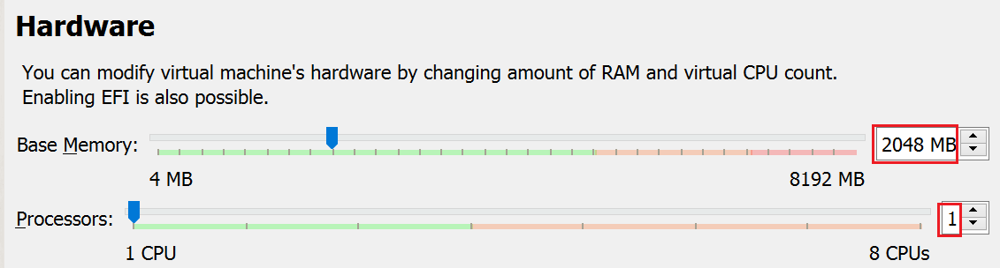 Hardware
You can modify virtual machine's hardware by changing amount of RAM and virtual CPU count.
Enabling EFI is also possible.
Base Memory: 2048 MB
4 MB 8192 MB
Processors: 1
1 CPU 8 CPUs